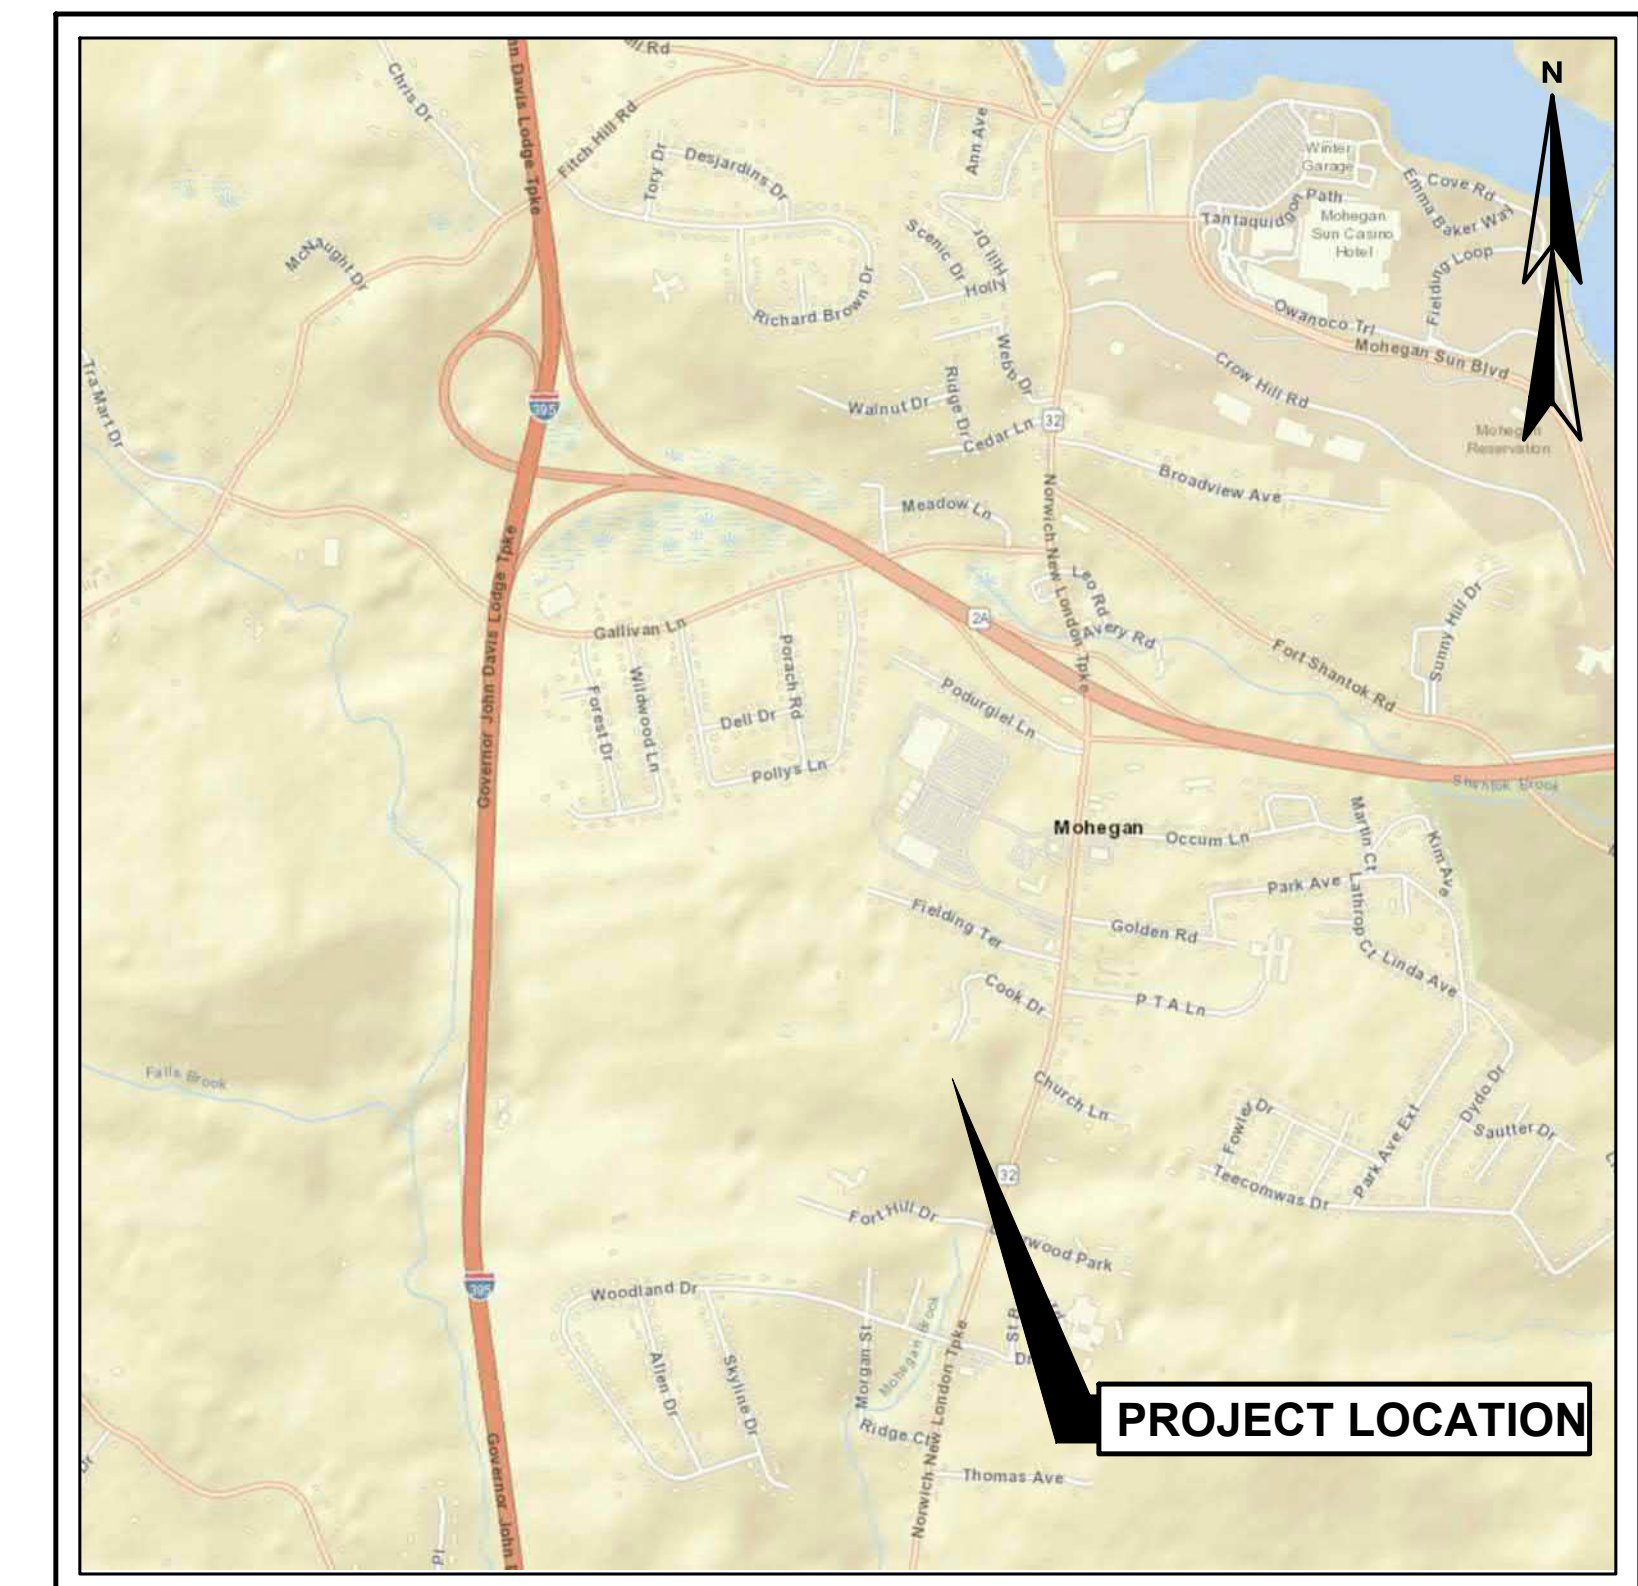 N
Chris Dr
Fitch Hill Rd
Tory Dr
Desjardins Dr
Ann Ave
Winter
Garage
Path
Tantaquidgon
Mohegan
Sun Casino
Hotel
Cove Rd
Emma Baker Way
Fielding Loop
McNaught Dr
Scenic Dr
Hill Dr
Holly
Richard Brown Dr
Owanoco Trl
Mohegan Sun Blvd
Tra Mart Dr
Webb Dr
Ridge Dr
Walnut Dr
Cedar Ln
32
Crow Hill Rd
395
Mohegan
Reservation
Broadview Ave
Meadow Ln
Norwich New London Tpke
Leo Rd
Avery Rd
2A
Sunny Hill Dr
Fort Shantok Rd
Gallivan Ln
Governor John Davis Lodge Tpke
Porach Rd
Wildwood Ln
Forest Dr
Dell Dr
Pollys Ln
Podurgiel Ln
Shantok Brook
Mohegan
Occum Ln
Martin Ct
Kim Ave
Park Ave
Lathrop Ct
Fielding Ter
Golden Rd
Linda Ave
Cook Dr
P T A Ln
Falls Brook
Church Ln
Fowler Dr
Dydo Dr
Sautter Dr
Park Ave Ext
Teecomwas Dr
32
Fort Hill Dr
rwood Park
395
Woodland Dr
Allen Dr
Skyline Dr
Morgan St
Mohegan Brook
Norwich New London Tpke
Ridge Ct
Thomas Ave
Governor John
Pl
Dr
PROJECT LOCATION